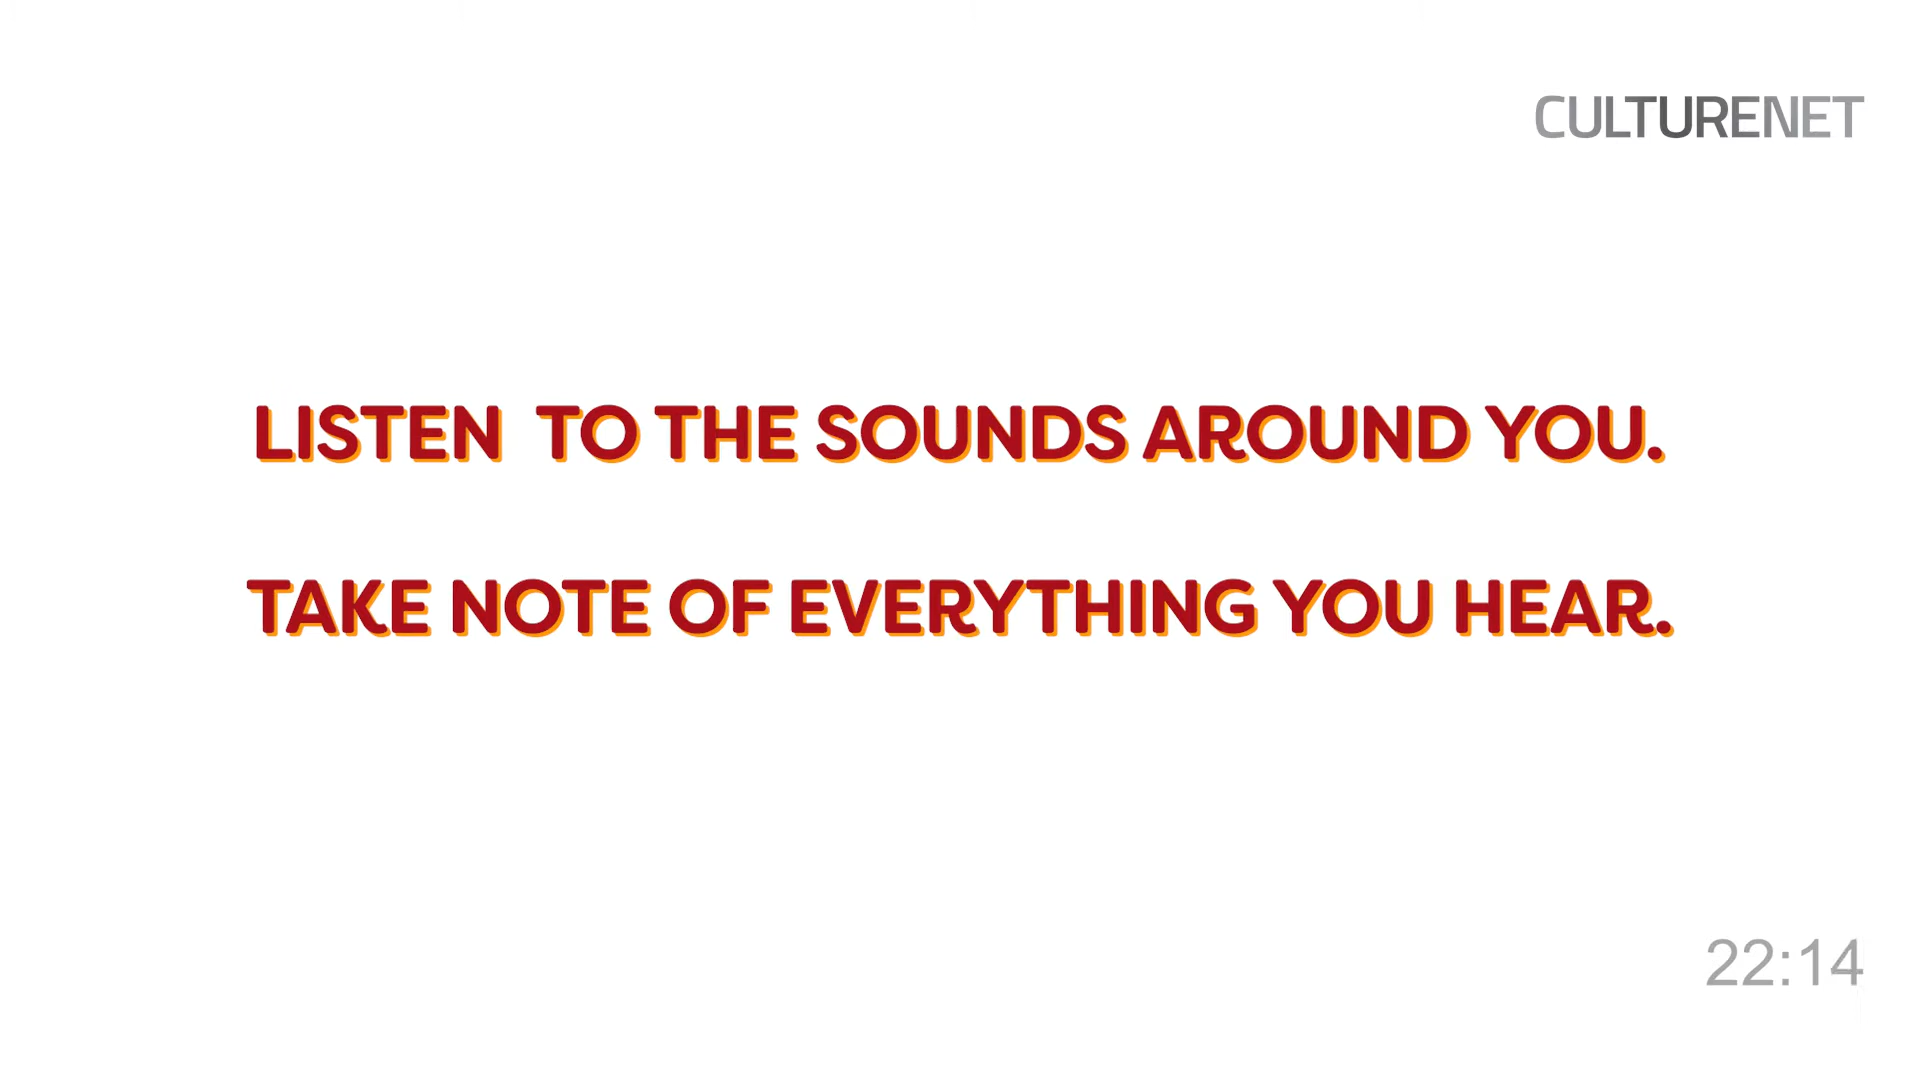 CULTURENET
LISTEN  TO THE SOUNDS AROUND YOU.
TAKE NOTE OF EVERYTHING YOU HEAR.
22:14